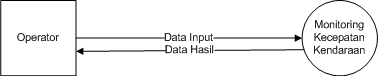 Operator
Data Input
Data Hasil
Monitoring
Kecepatan
Kendaraan